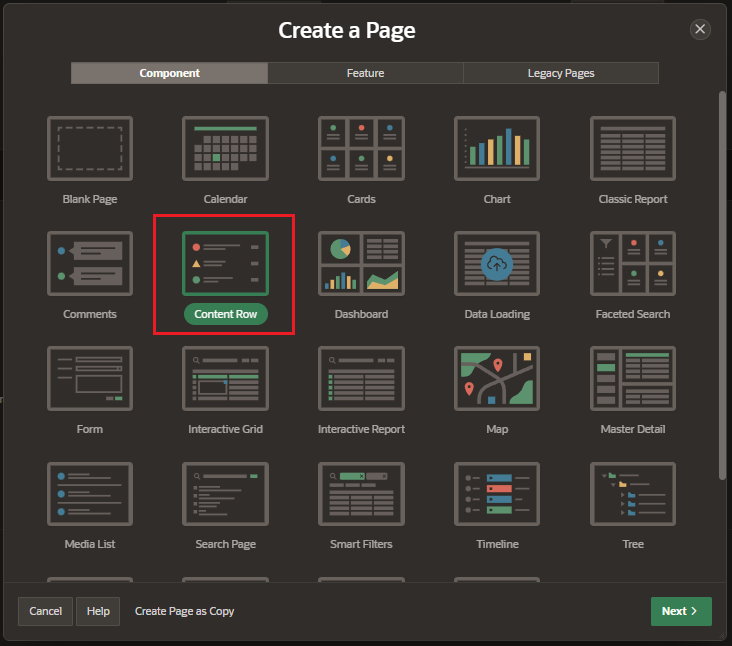 Create a Page
Component
Feature
Legacy Pages
Blank Page
Calendar
Cards
Chart
Classic Report
Comments
Content Row
Dashboard
Data Loading
Faceted Search
Form
Interactive Grid
Interactive Report
Map
Master Detail
Media List
Search Page
Smart Filters
Timeline
Tree
Cancel
Help
Create Page as Copy
Next